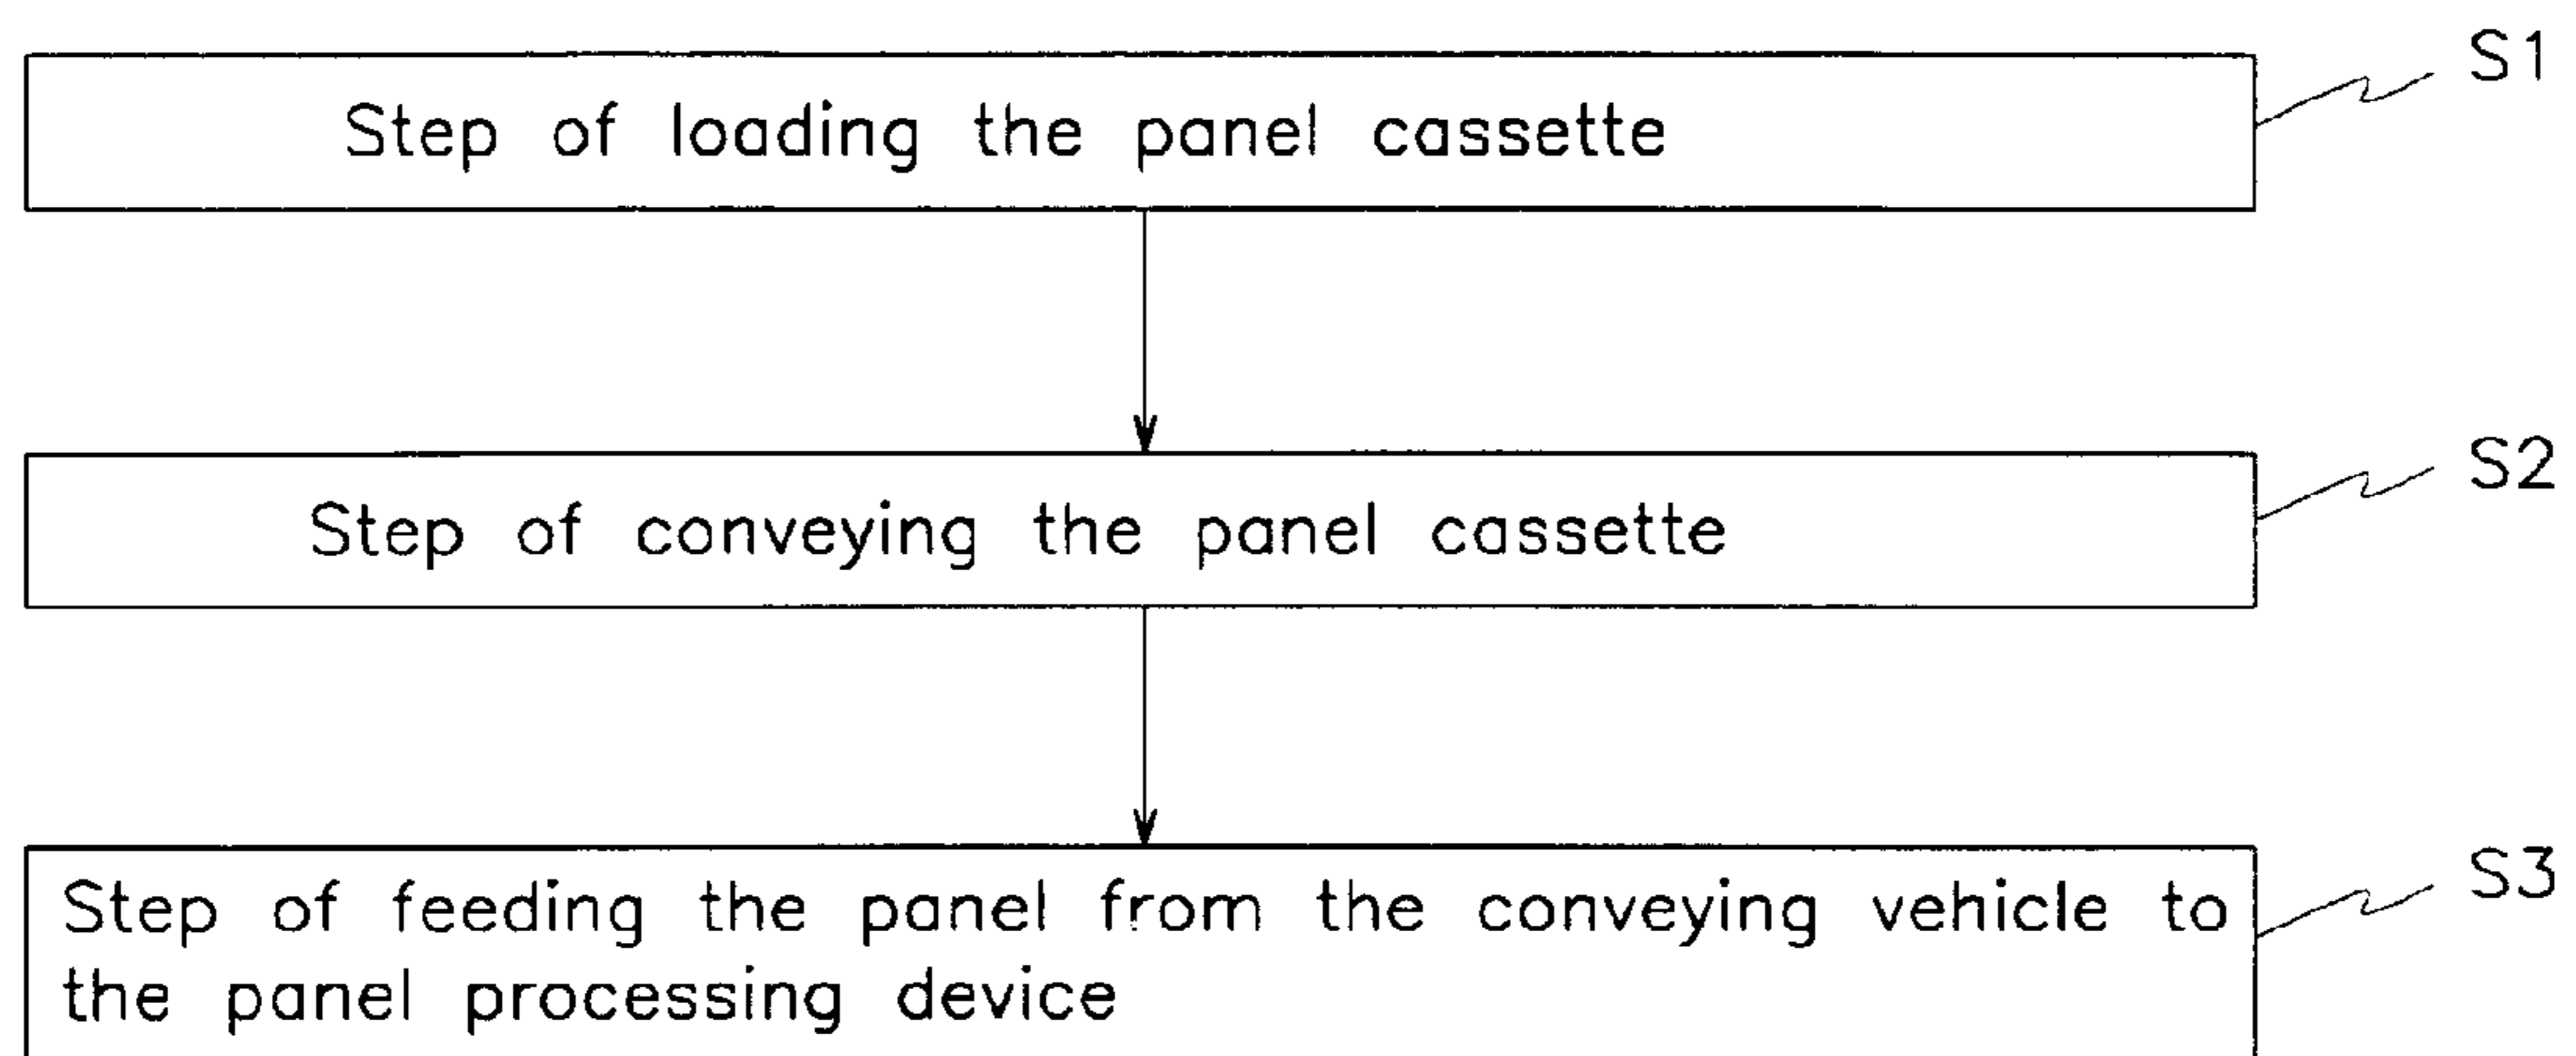 S1
Step of loading the panel cassette
S2
Step of conveying the panel cassette
S3
Step of feeding the panel from the conveying vehicle to
the panel processing device